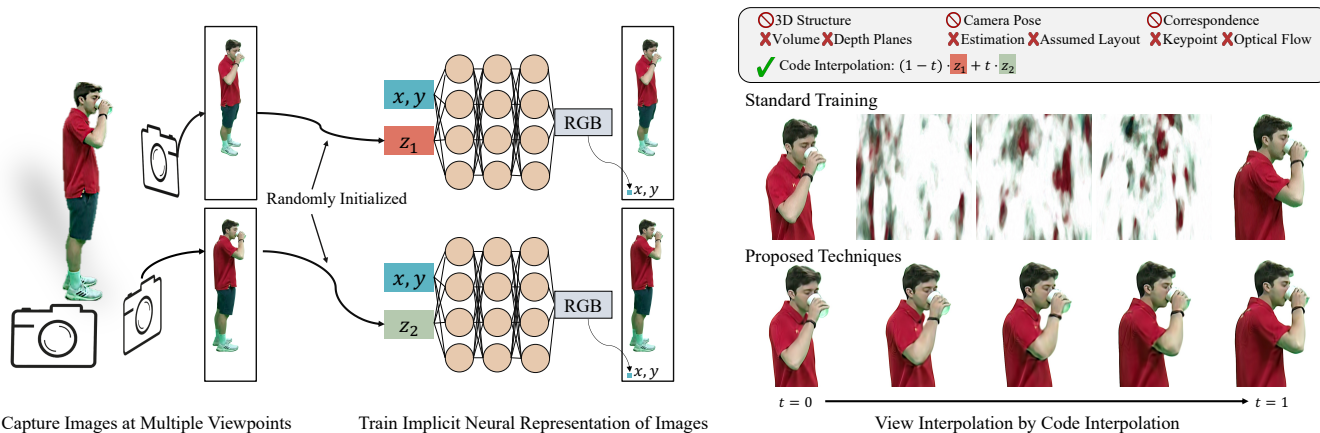 x, y
z₁
RGB
x, y
Randomly Initialized
x, y
z₂
RGB
x, y
Capture Images at Multiple Viewpoints
Train Implicit Neural Representation of Images
3D Structure Camera Pose Correspondence
Volume Depth Planes Estimation Assumed Layout Keypoint Optical Flow
Code Interpolation: (1 − t) · z₁ + t · z₂
Standard Training
Proposed Techniques
t = 0 t = 1
View Interpolation by Code Interpolation